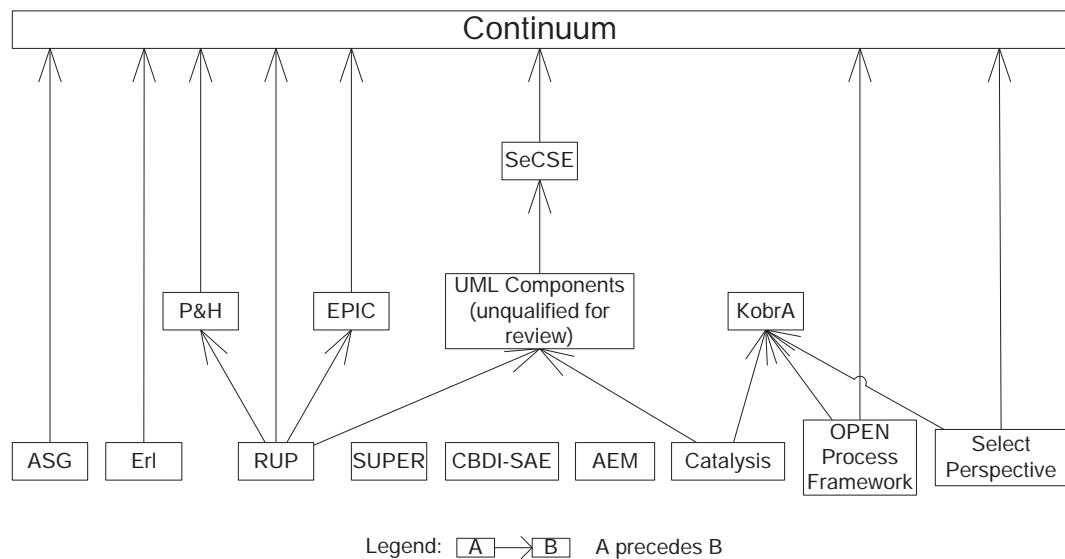 Continuum
SeCSE
UML Components
(unqualified for
review)
P&H
EPIC
KobrA
ASG
Erl
RUP
SUPER
CBDI-SAE
AEM
Catalysis
OPEN
Process
Framework
Select
Perspective
Legend: A B A precedes B